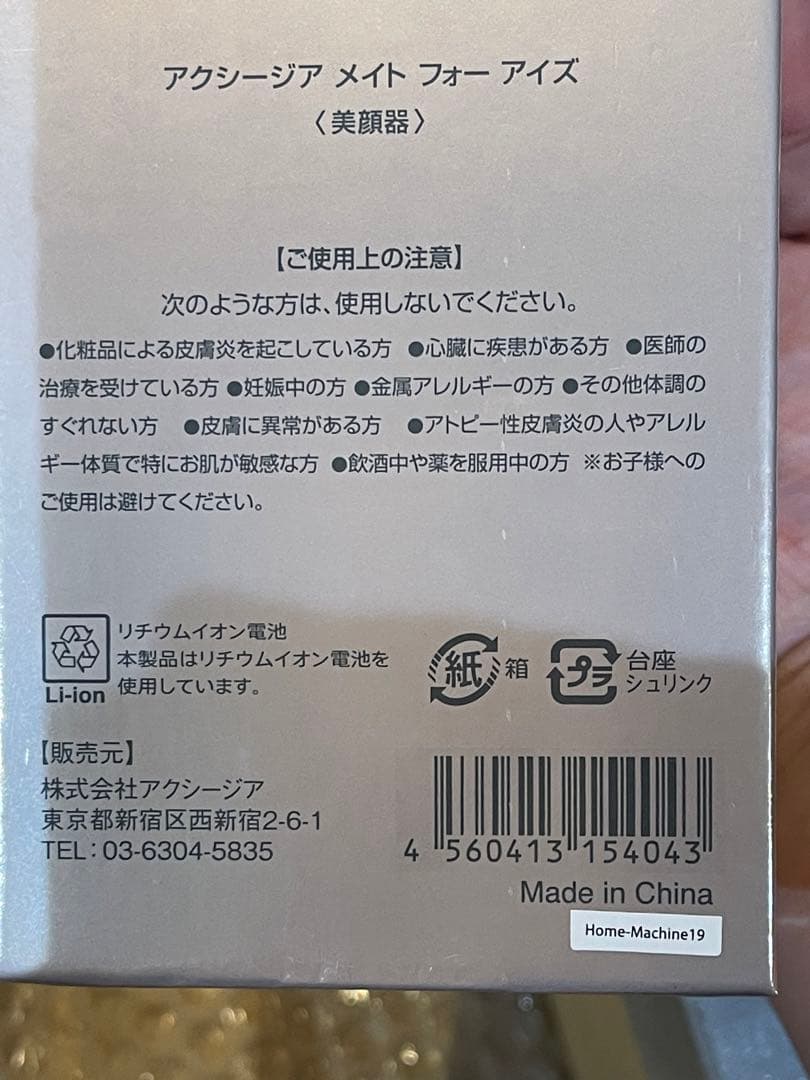 アクシージア メイト フォー アイズ
〈美顔器〉
【ご使用上の注意】
次のような方は、使用しないでください。
●化粧品による皮膚炎を起こしている方 ●心臓に疾患がある方 ●医師の
治療を受けている方 ●妊娠中の方 ●金属アレルギーの方 ●その他体調の
すぐれない方 ●皮膚に異常がある方 ●アトピー性皮膚炎の人やアレル
ギー体質で特にお肌が敏感な方 ●飲酒中や薬を服用中の方 ※お子様への
ご使用は避けてください。
リチウムイオン電池
本製品はリチウムイオン電池を
使用しています。
Li-ion
紙 箱
プラ 台座
シュリンク
【販売元】
株式会社アクシージア
東京都新宿区西新宿2-6-1
TEL:03-6304-5835
4 560413 154043
Made in China
Home-Machine19